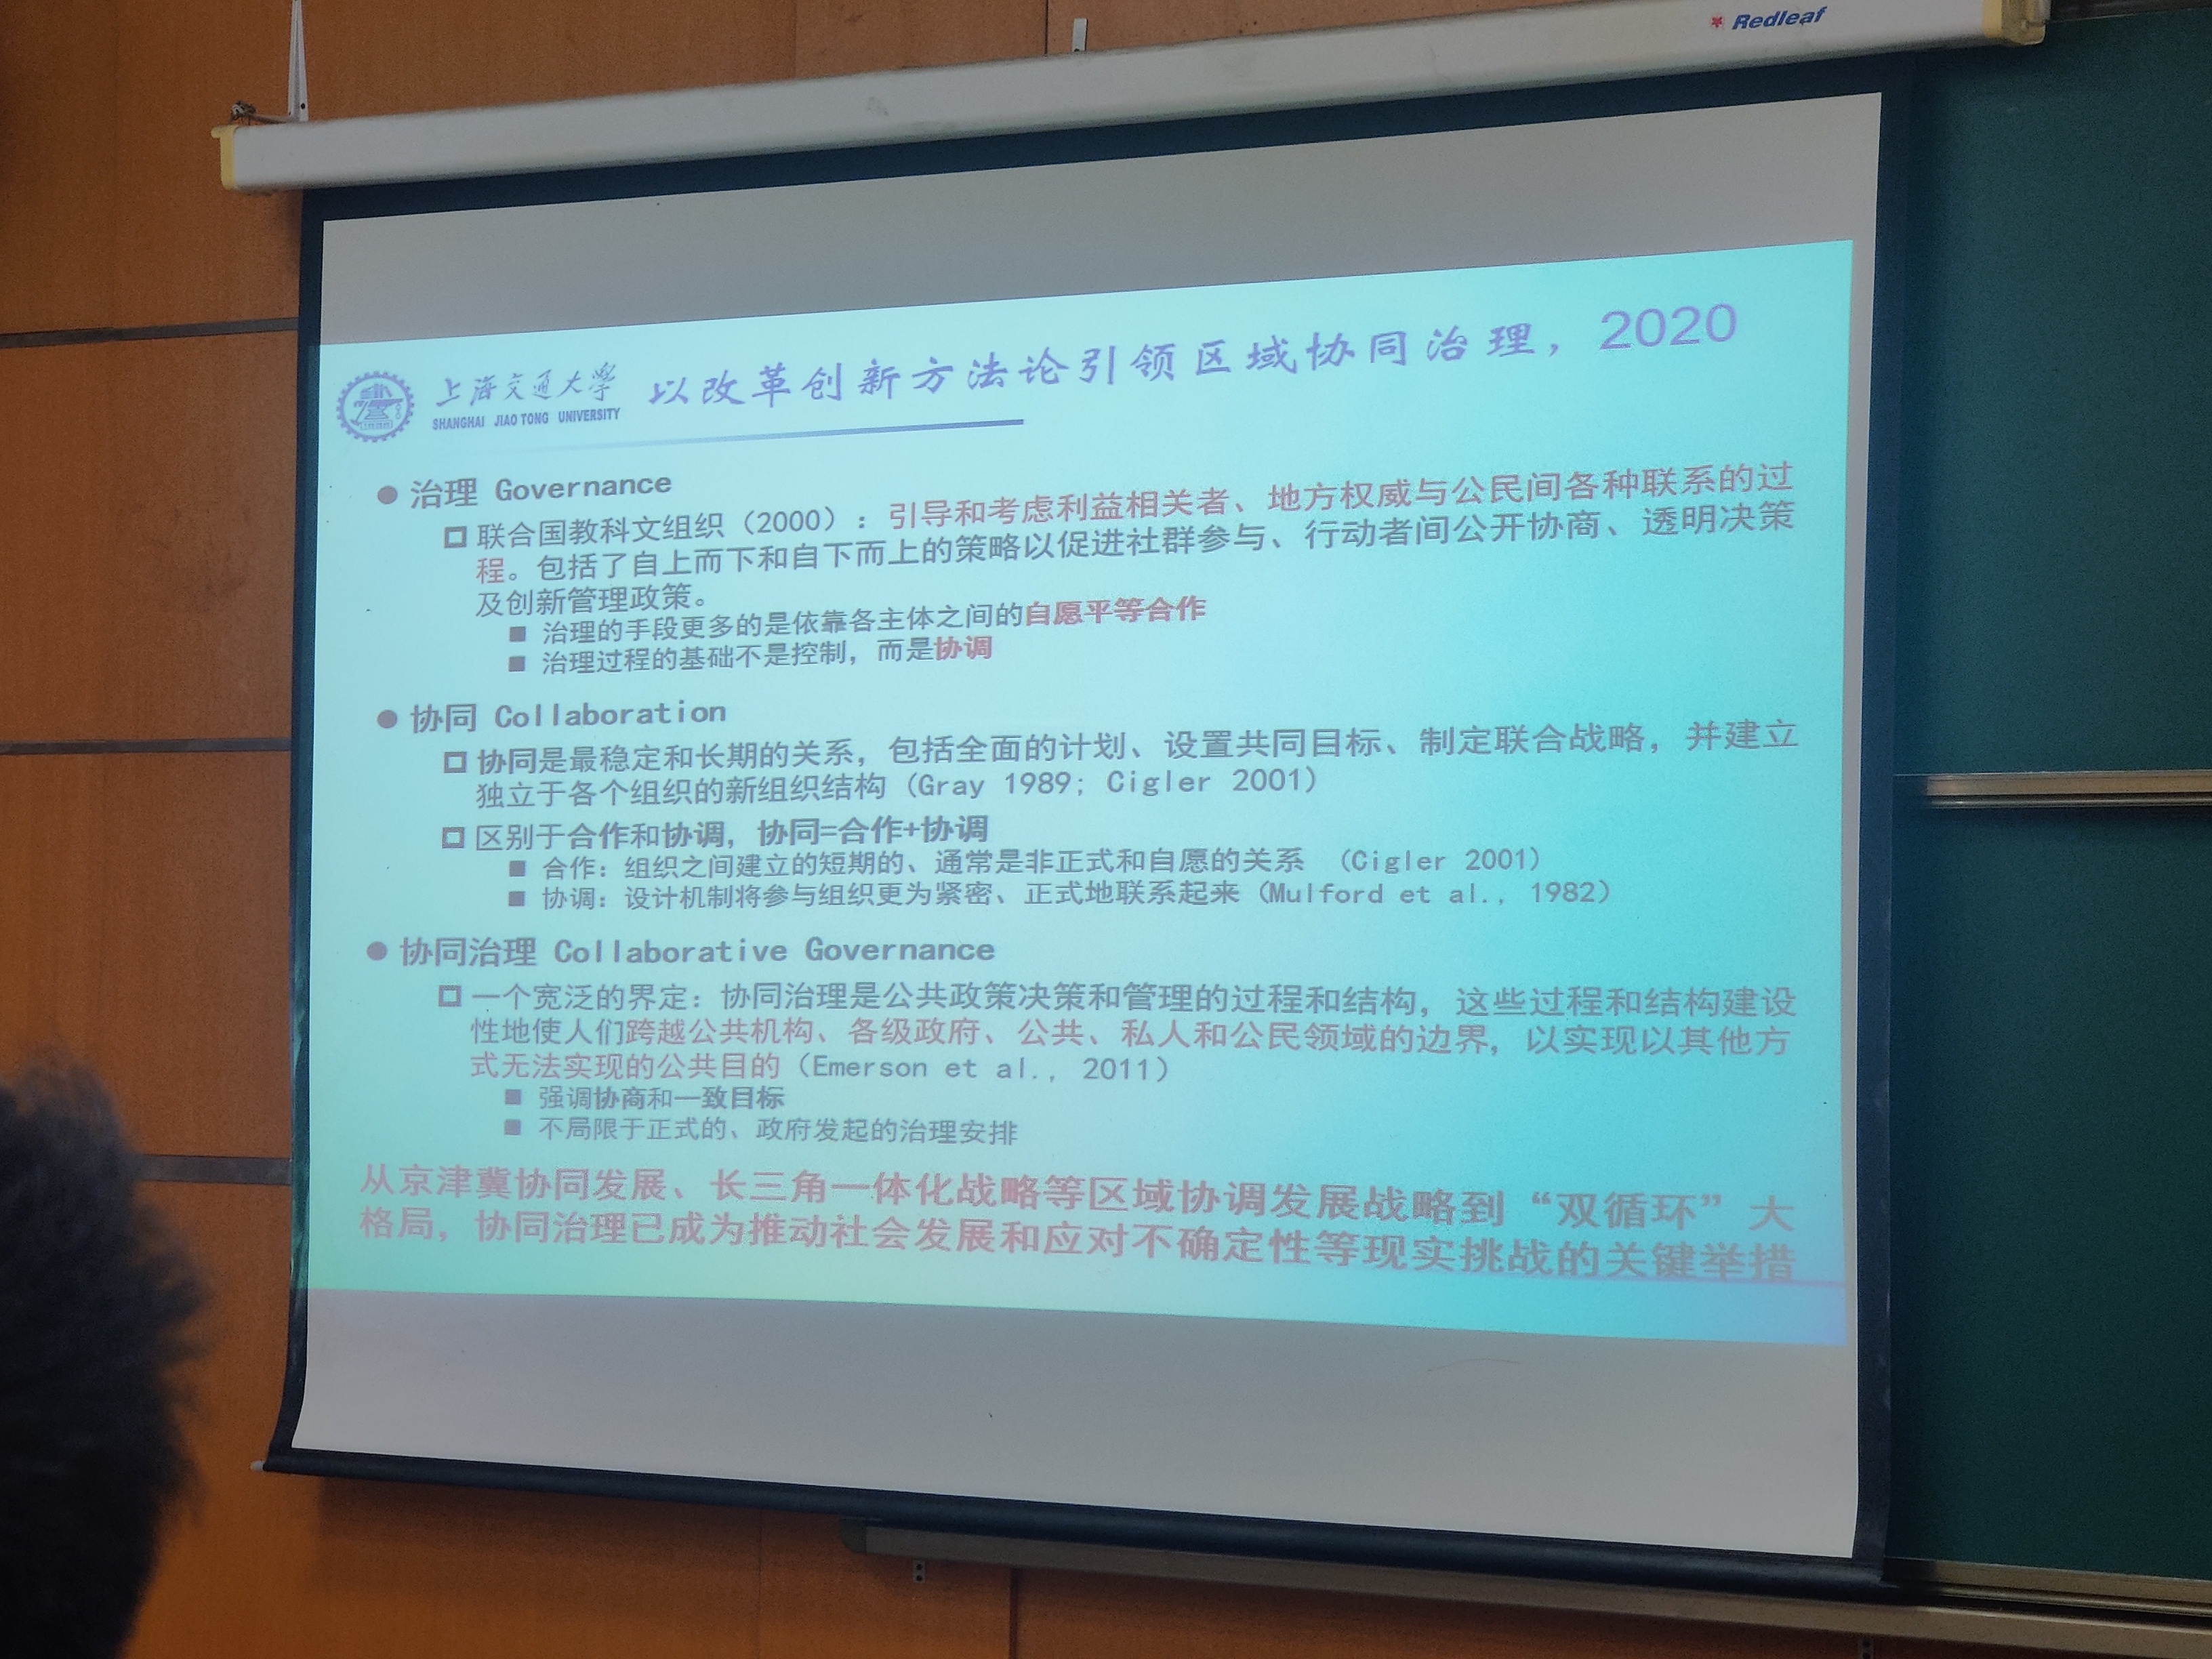 Redleaf
上海交通大學
SHANGHAI JIAO TONG UNIVERSITY
以改革创新方法论引领区域协同治理，2020
● 治理 Governance
联合国教科文组织（2000）：引导和考虑利益相关者、地方权威与公民间各种联系的过
程。包括了自上而下和自下而上的策略以促进社群参与、行动者间公开协商、透明决策
及创新管理政策。
■ 治理的手段更多的是依靠各主体之间的自愿平等合作
■ 治理过程的基础不是控制，而是协调
● 协同 Collaboration
协同是最稳定和长期的关系，包括全面的计划、设置共同目标、制定联合战略，并建立
独立于各个组织的新组织结构（Gray 1989; Cigler 2001）
区别于合作和协调，协同=合作+协调
■ 合作：组织之间建立的短期的、通常是非正式和自愿的关系 （Cigler 2001）
■ 协调：设计机制将参与组织更为紧密、正式地联系起来（Mulford et al., 1982）
● 协同治理 Collaborative Governance
一个宽泛的界定：协同治理是公共政策决策和管理的过程和结构，这些过程和结构建设
性地使人们跨越公共机构、各级政府、公共、私人和公民领域的边界，以实现以其他方
式无法实现的公共目的（Emerson et al., 2011）
■ 强调协商和一致目标
■ 不局限于正式的、政府发起的治理安排
从京津冀协同发展、长三角一体化战略等区域协调发展战略到“双循环”大
格局，协同治理已成为推动社会发展和应对不确定性等现实挑战的关键举措